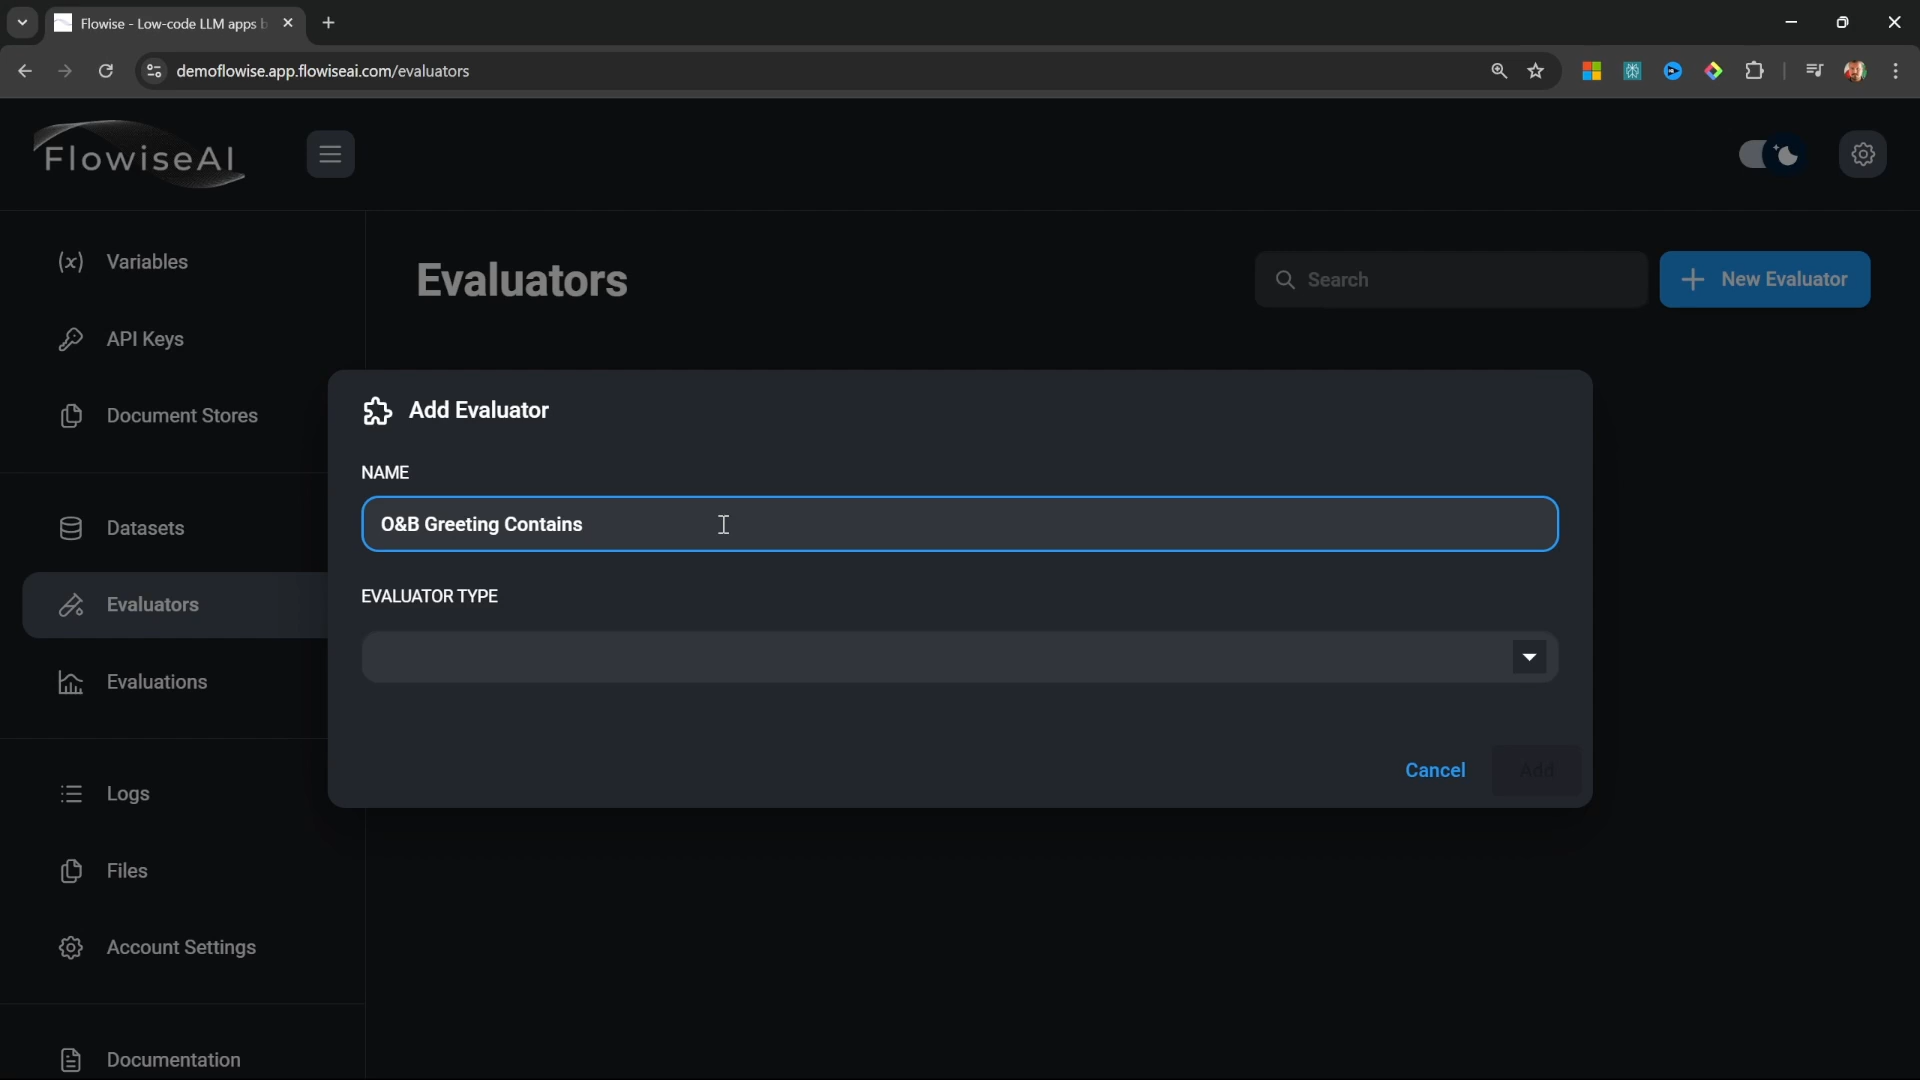 Flowise - Low-code LLM apps b
demoflowise.app.flowiseai.com/evaluators
FlowiseAI
Variables
API Keys
Document Stores
Datasets
Evaluators
Evaluations
Logs
Files
Account Settings
Documentation
Evaluators
Search
New Evaluator
Add Evaluator
NAME
O&B Greeting Contains
EVALUATOR TYPE
Cancel
Add